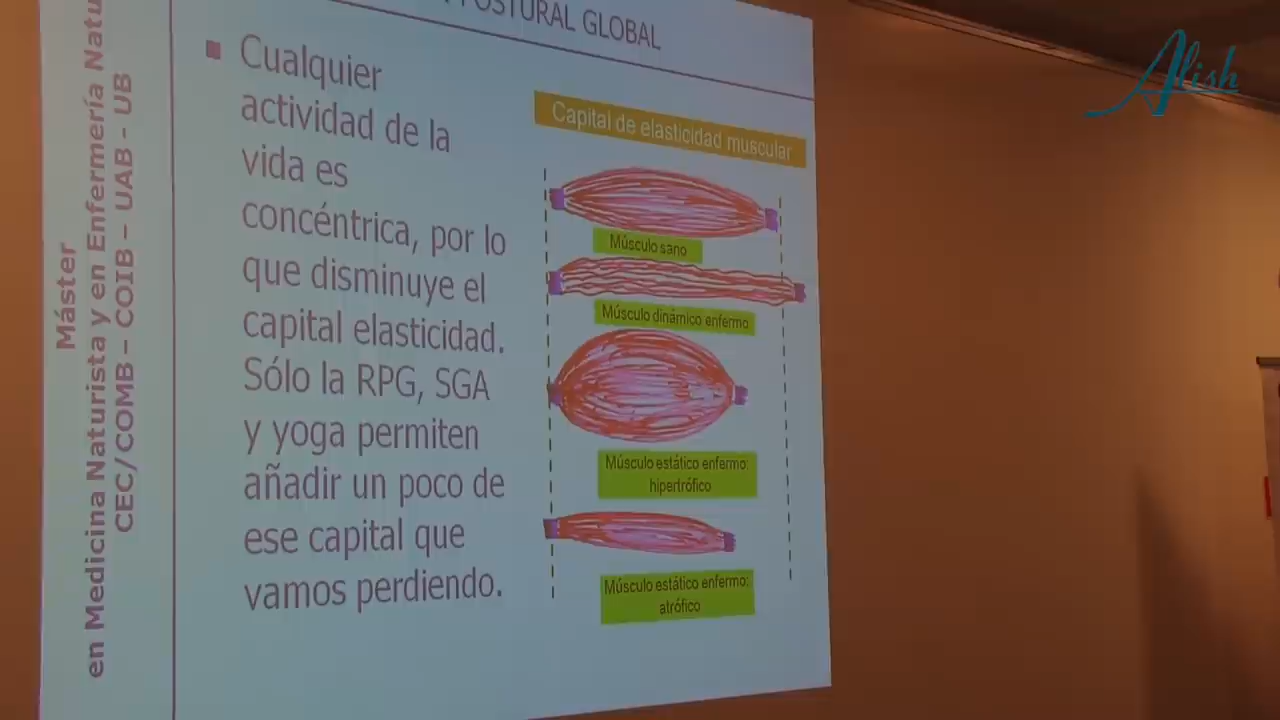 POSTURAL GLOBAL
Cualquier
actividad de la
vida es
concéntrica, por lo
que disminuye el
capital elasticidad.
Sólo la RPG, SGA
y yoga permiten
añadir un poco de
ese capital que
vamos perdiendo.
Capital de elasticidad muscular
Músculo sano
Músculo dinámico enfermo
Músculo estático enfermo:
hipertrófico
Músculo estático enfermo:
atrófico
Máster
en Medicina Naturista y en Enfermería Natu
CEC/COMB – COIB – UAB - UB
Alish